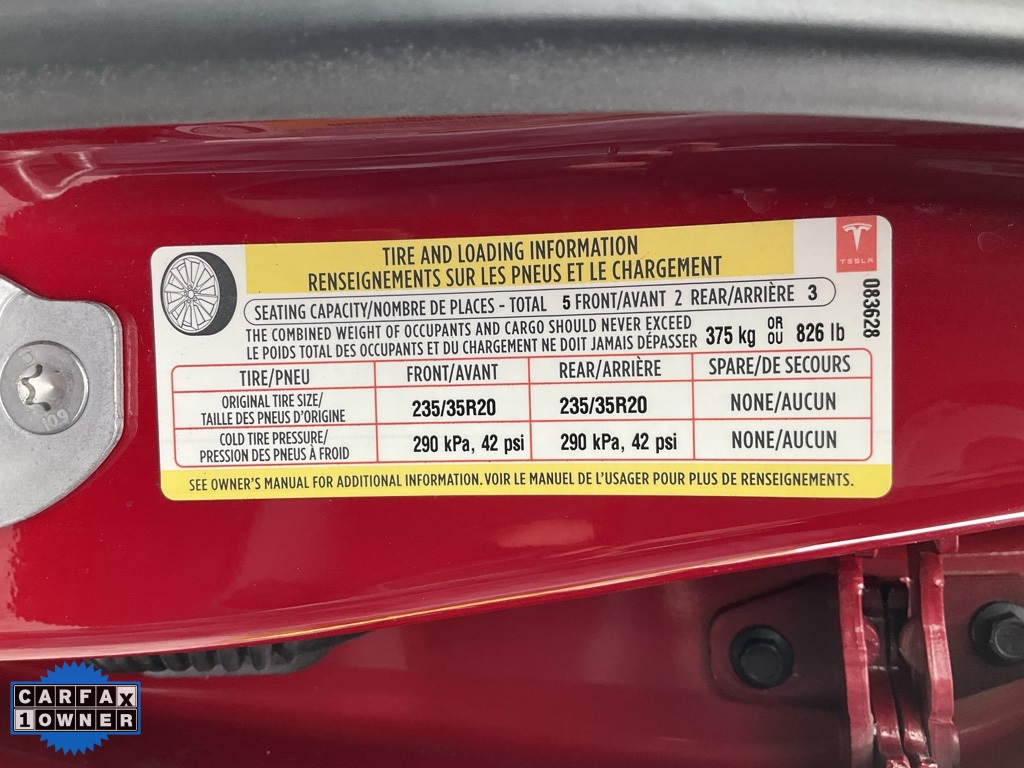 TIRE AND LOADING INFORMATION
RENSEIGNEMENTS SUR LES PNEUS ET LE CHARGEMENT
TESLA
083628
SEATING CAPACITY/NOMBRE DE PLACES - TOTAL 5 FRONT/AVANT 2 REAR/ARRIÈRE 3
THE COMBINED WEIGHT OF OCCUPANTS AND CARGO SHOULD NEVER EXCEED
LE POIDS TOTAL DES OCCUPANTS ET DU CHARGEMENT NE DOIT JAMAIS DÉPASSER
375 kg OR OU 826 lb
TIRE/PNEU FRONT/AVANT REAR/ARRIÈRE SPARE/DE SECOURS
ORIGINAL TIRE SIZE/
TAILLE DES PNEUS D'ORIGINE
235/35R20 235/35R20 NONE/AUCUN
COLD TIRE PRESSURE/
PRESSION DES PNEUS À FROID
290 kPa, 42 psi 290 kPa, 42 psi NONE/AUCUN
SEE OWNER'S MANUAL FOR ADDITIONAL INFORMATION. VOIR LE MANUEL DE L'USAGER POUR PLUS DE RENSEIGNEMENTS.
10.9
CARFAX
1 OWNER